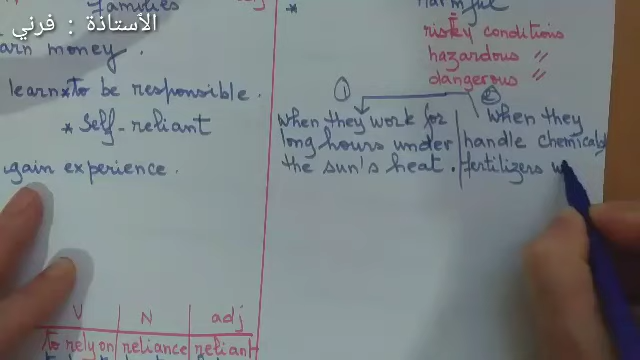 families
الأستاذة : فرني
earn money.
learn to be responsible.
* self-reliant
gain experience.
V | N | adj
to rely on | reliance | reliant
*
harmful
risky conditions
hazardous "
dangerous "
① ②
when they work for
long hours under
the sun's heat.
when they
handle chemicals
fertilizers